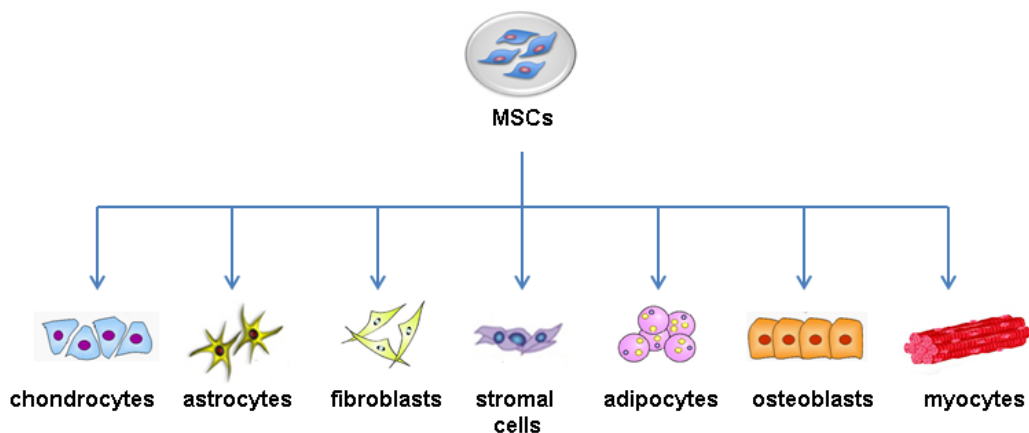 MSCs
chondrocytes
astrocytes
fibroblasts
stromal
cells
adipocytes
osteoblasts
myocytes